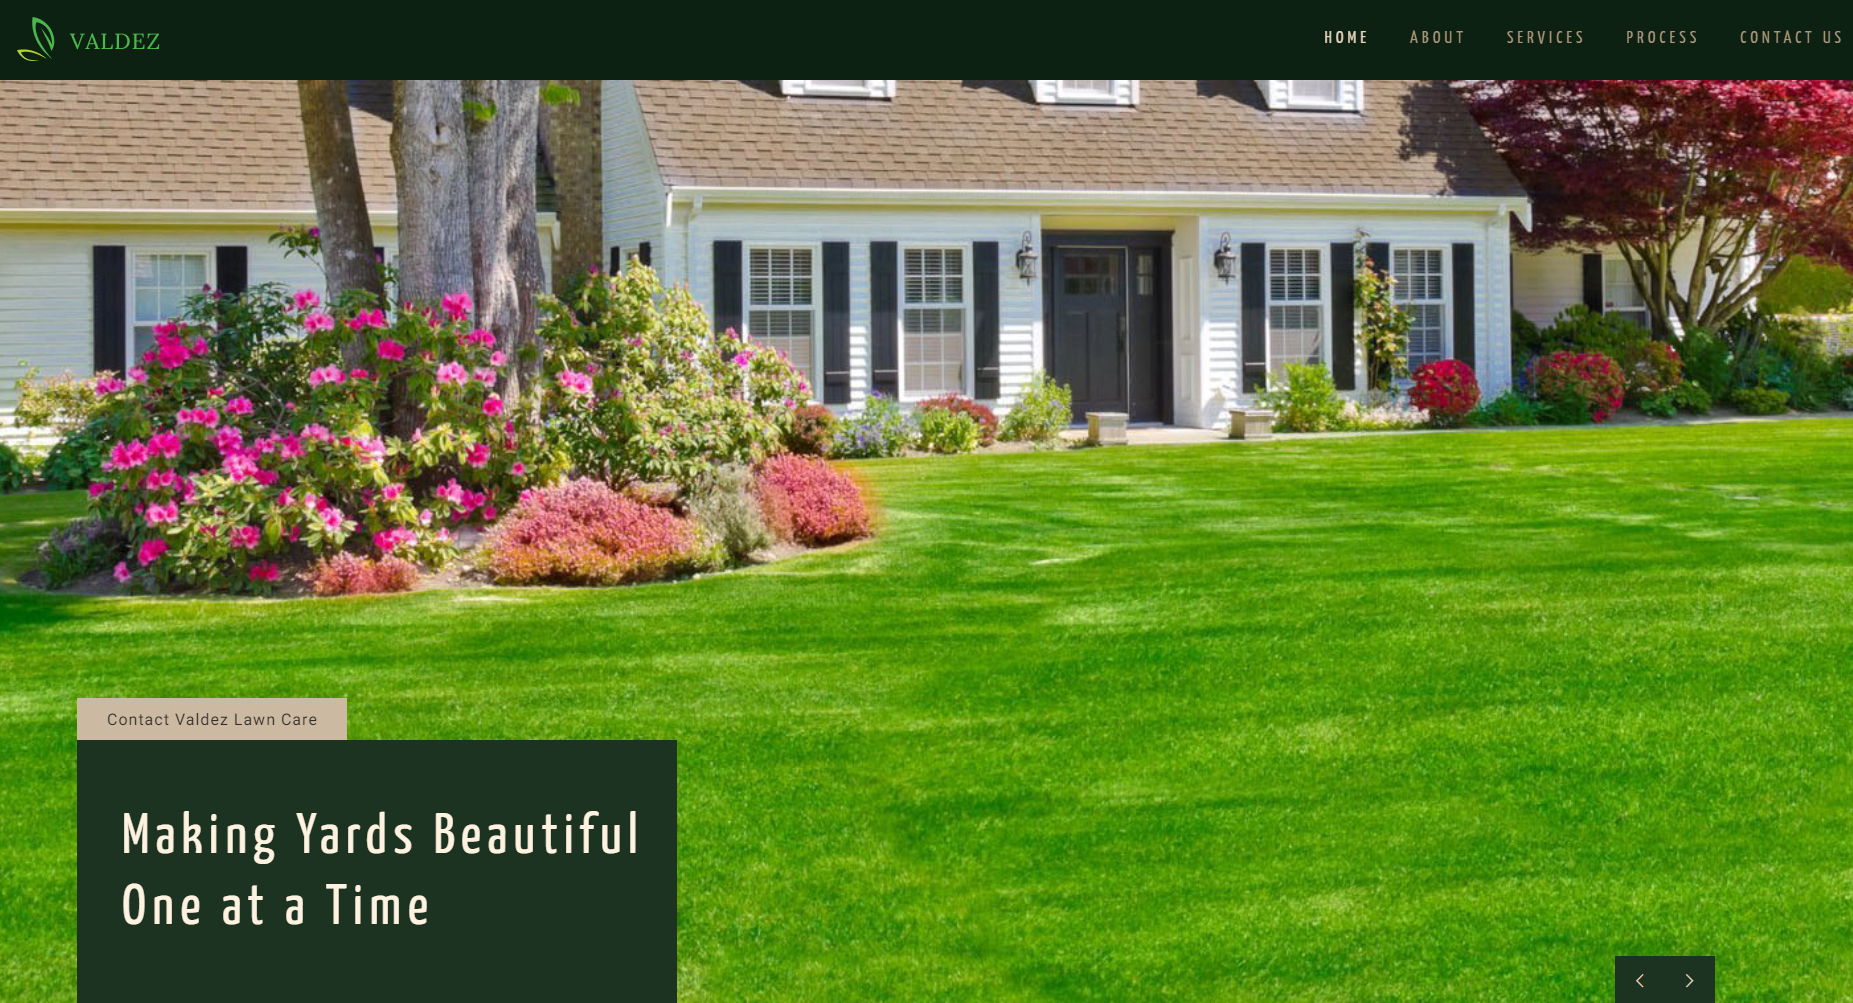 VALDEZ
HOME ABOUT SERVICES PROCESS CONTACT US
Contact Valdez Lawn Care
Making Yards Beautiful
One at a Time